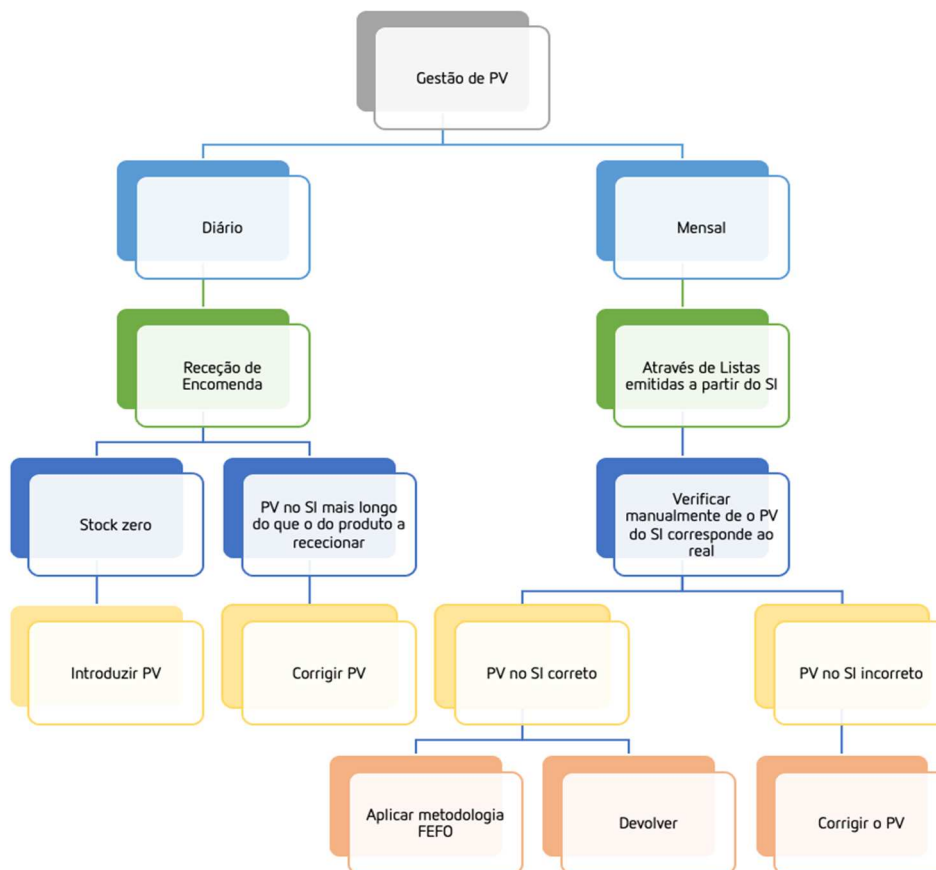 Gestão de PV
Diário
Mensal
Receção de
Encomenda
Através de Listas
emitidas a partir do SI
Stock zero
PV no SI mais longo
do que o do produto a
rececionar
Verificar
manualmente de o PV
do SI corresponde ao
real
Introduzir PV
Corrigir PV
PV no SI correto
PV no SI incorreto
Aplicar metodologia
FEFO
Devolver
Corrigir o PV